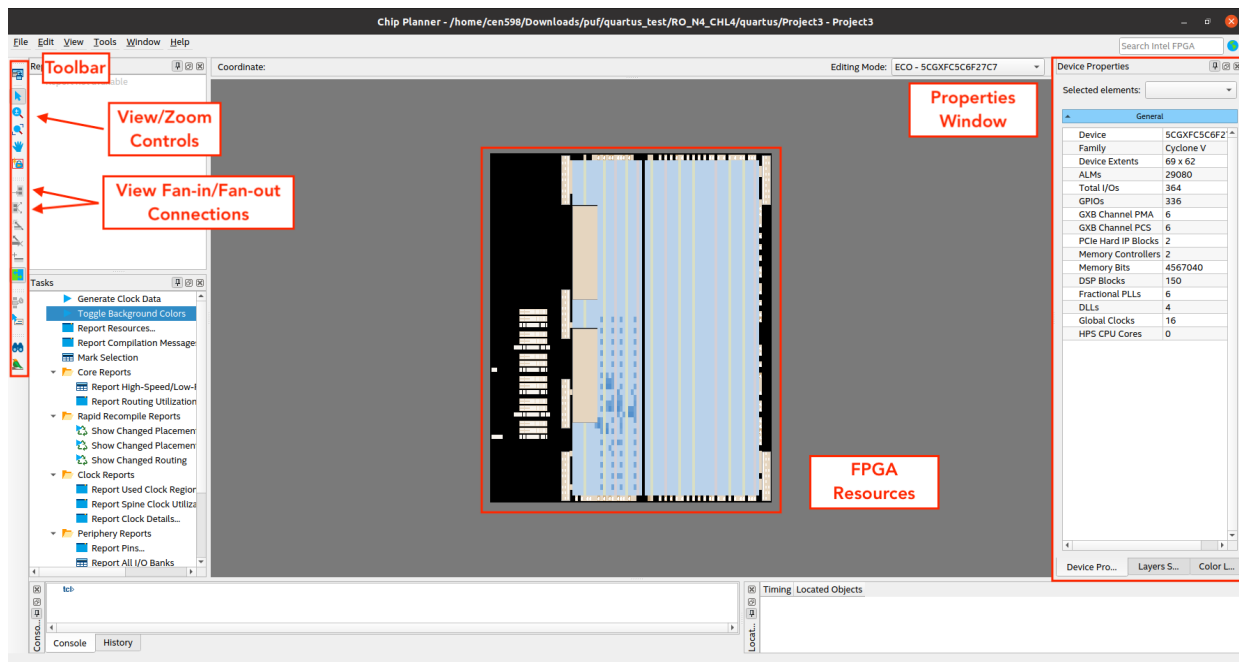 Chip Planner - /home/cen598/Downloads/puf/quartus_test/RO_N4_CHL4/quartus/Project3 - Project3
File Edit View Tools Window Help
Search Intel FPGA
Toolbar
Coordinate:
Editing Mode: ECO - 5CGXFC5C6F27C7
View/Zoom
Controls
View Fan-in/Fan-out
Connections
Properties
Window
FPGA
Resources
Device Properties
Selected elements:
General
Device 5CGXFC5C6F2
Family Cyclone V
Device Extents 69 x 62
ALMs 29080
Total I/Os 364
GPIOs 336
GXB Channel PMA 6
GXB Channel PCS 6
PCIe Hard IP Blocks 2
Memory Controllers 2
Memory Bits 4567040
DSP Blocks 150
Fractional PLLs 6
DLLs 4
Global Clocks 16
HPS CPU Cores 0
Device Pro... Layers S... Color L...
Tasks
Generate Clock Data
Toggle Background Colors
Report Resources...
Report Compilation Message
Mark Selection
Core Reports
Report High-Speed/Low-
Report Routing Utilization
Rapid Recompile Reports
Show Changed Placemen
Show Changed Placemen
Show Changed Routing
Clock Reports
Report Used Clock Region
Report Spine Clock Utiliza
Report Clock Details...
Periphery Reports
Report Pins...
Report All I/O Banks
tcl>
Conso...
Console History
Timing Located Objects
Locat...